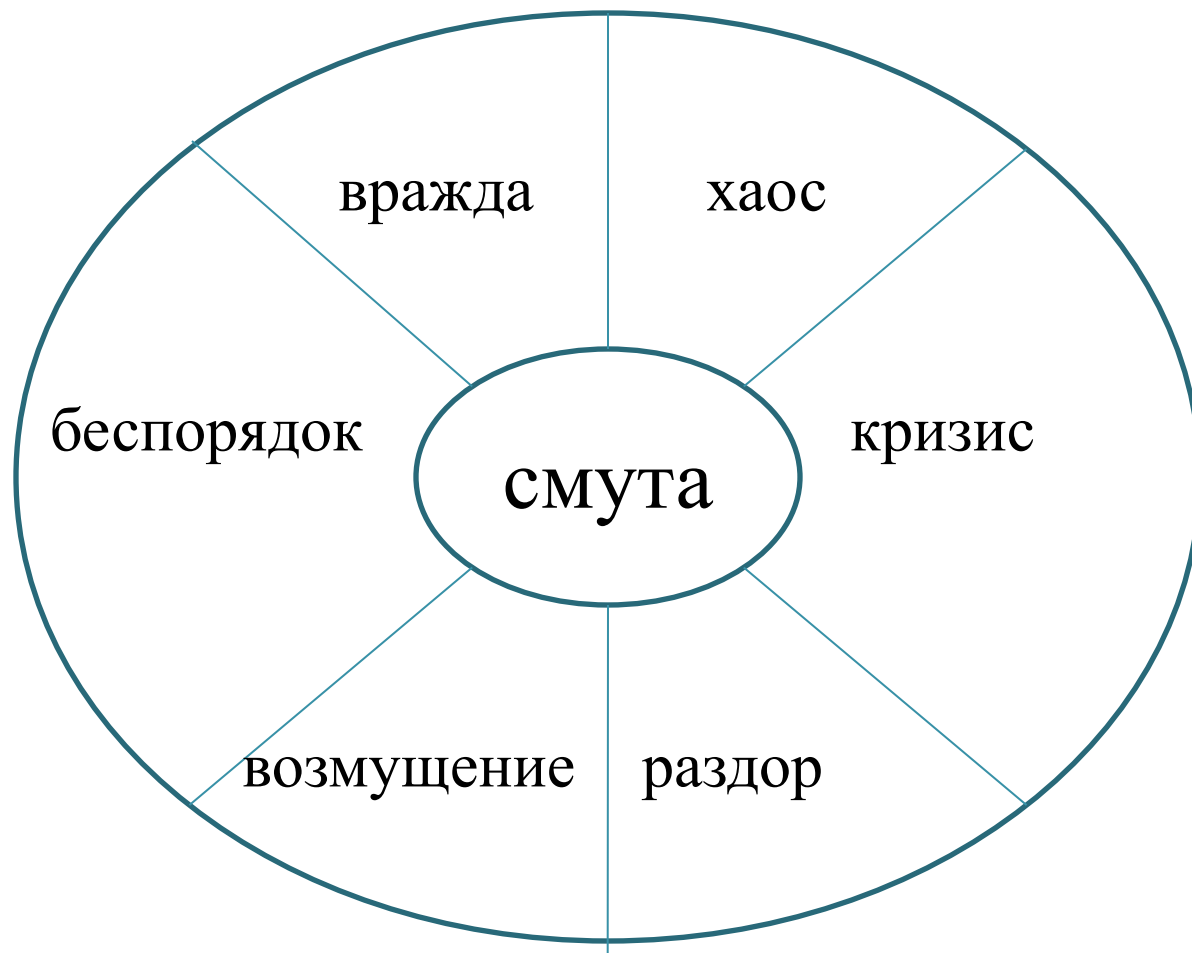 вражда
хаос
беспорядок
кризис
смута
возмущение
раздор